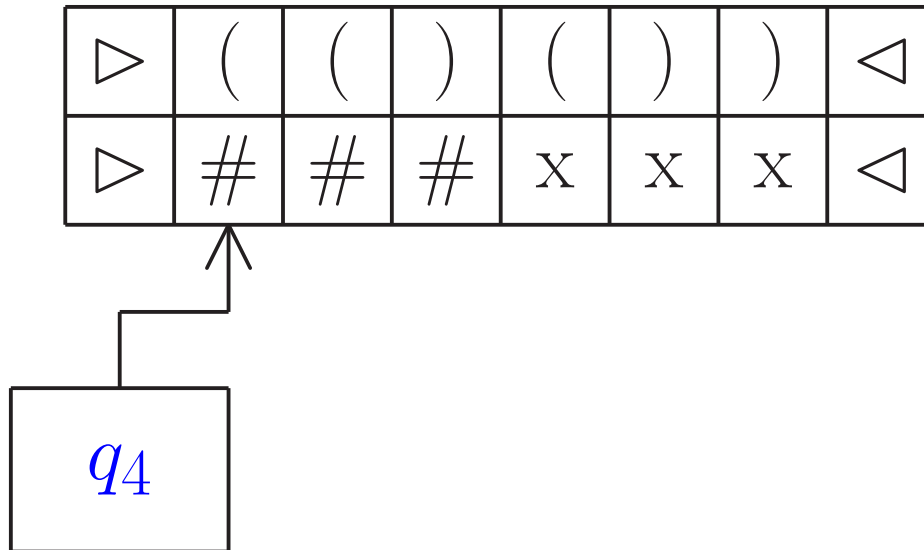 ▷ ( ( ) ( ) ) ◁
▷ # # # x x x ◁
q₄